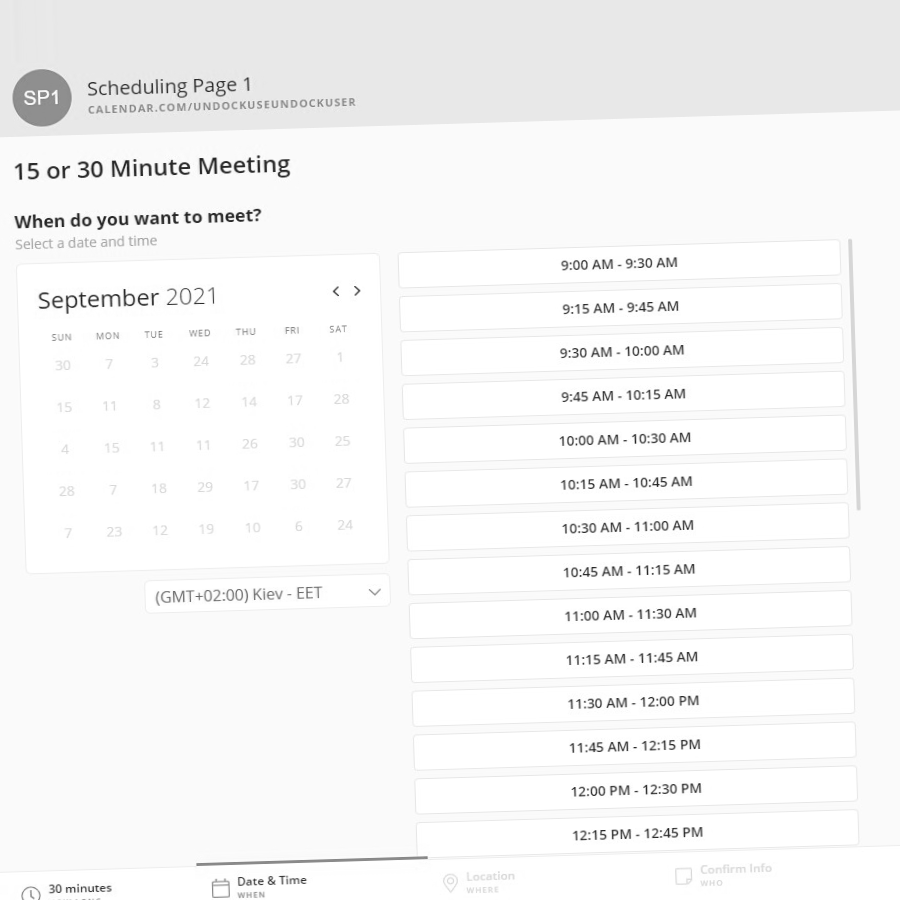 SP1
Scheduling Page 1
CALENDAR.COM/UNDOCKUSEUNDOCKUSER
15 or 30 Minute Meeting
When do you want to meet?
Select a date and time
September 2021
SUN MON TUE WED THU FRI SAT
30 7 3 24 28 27 1
15 11 8 12 14 17 28
4 15 11 11 26 30 25
28 7 18 29 17 30 27
7 23 12 19 10 6 24
(GMT+02:00) Kiev - EET
9:00 AM - 9:30 AM
9:15 AM - 9:45 AM
9:30 AM - 10:00 AM
9:45 AM - 10:15 AM
10:00 AM - 10:30 AM
10:15 AM - 10:45 AM
10:30 AM - 11:00 AM
10:45 AM - 11:15 AM
11:00 AM - 11:30 AM
11:15 AM - 11:45 AM
11:30 AM - 12:00 PM
11:45 AM - 12:15 PM
12:00 PM - 12:30 PM
12:15 PM - 12:45 PM
30 minutes
Date & Time
WHEN
Location
WHERE
Confirm Info
WHO